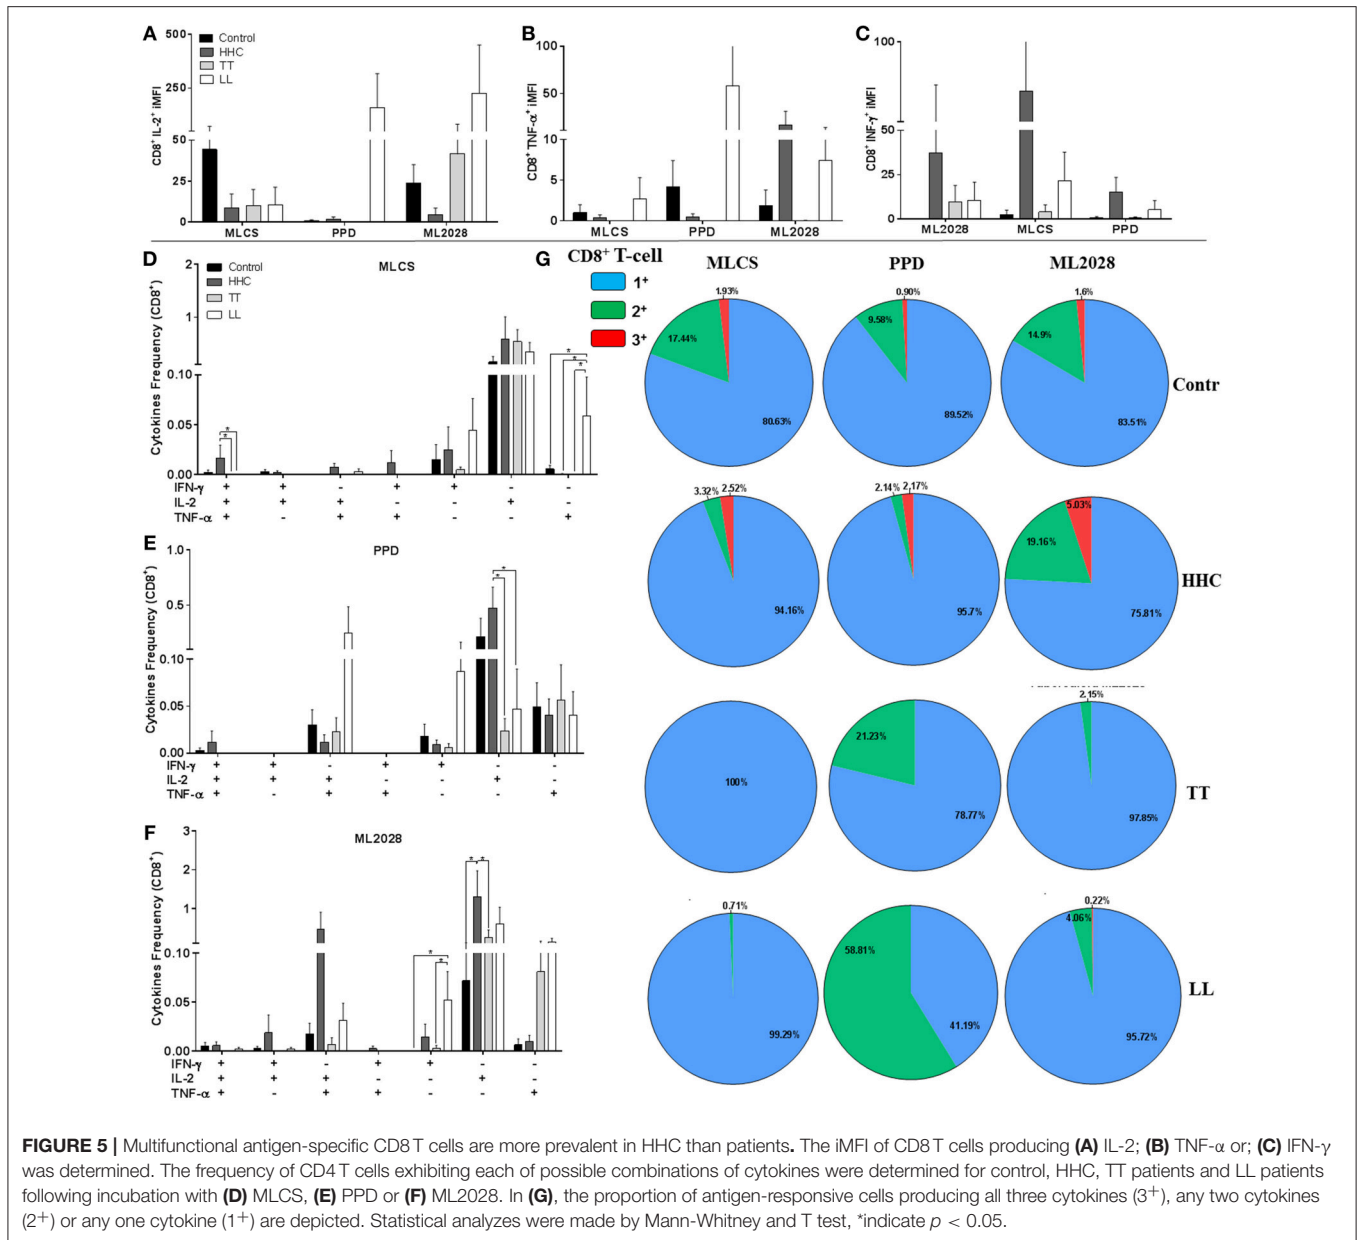 A
500
250
50
25
0
CD8+ IL-2+ iMFI
Control
HHC
TT
LL
MLCS PPD ML2028
B
100
50
10
5
0
CD8+ TNF-α+ iMFI
MLCS PPD ML2028
C
100
50
25
0
CD8+ INF-γ+ iMFI
ML2028 MLCS PPD
D
MLCS
2
1
0.10
0.05
0.00
Cytokines Frequency (CD8+)
Control
HHC
TT
LL
* * * * *
IFN-γ + + - + + - -
IL-2 + + + - - + -
TNF-α + - + + - - +
E
PPD
1.0
0.5
0.10
0.05
0.00
Cytokines Frequency (CD8+)
* *
IFN-γ + + - + + - -
IL-2 + + + - - + -
TNF-α + - + + - - +
F
ML2028
3
2
1
0.10
0.05
0.00
Cytokines Frequency (CD8+)
* * * *
IFN-γ + + - + + - -
IL-2 + + + - - + -
TNF-α + - + + - - +
G
CD8+ T-cell
1+
2+
3+
MLCS PPD ML2028
1.93% 0.90% 1.6%
17.44% 9.58% 14.9%
80.63% 89.52% 83.51%
Contr
3.32% 2.52% 2.14% 2.17% 5.03%
19.16%
94.16% 95.7% 75.81%
HHC
2.15%
21.23%
100% 78.77% 97.85%
TT
0.71% 0.22%
4.06%
58.81%
99.29% 41.19% 95.72%
LL
FIGURE 5 | Multifunctional antigen-specific CD8 T cells are more prevalent in HHC than patients. The iMFI of CD8 T cells producing (A) IL-2; (B) TNF-α or; (C) IFN-γ
was determined. The frequency of CD4 T cells exhibiting each of possible combinations of cytokines were determined for control, HHC, TT patients and LL patients
following incubation with (D) MLCS, (E) PPD or (F) ML2028. In (G), the proportion of antigen-responsive cells producing all three cytokines (3+), any two cytokines
(2+) or any one cytokine (1+) are depicted. Statistical analyzes were made by Mann-Whitney and T test, *indicate p < 0.05.